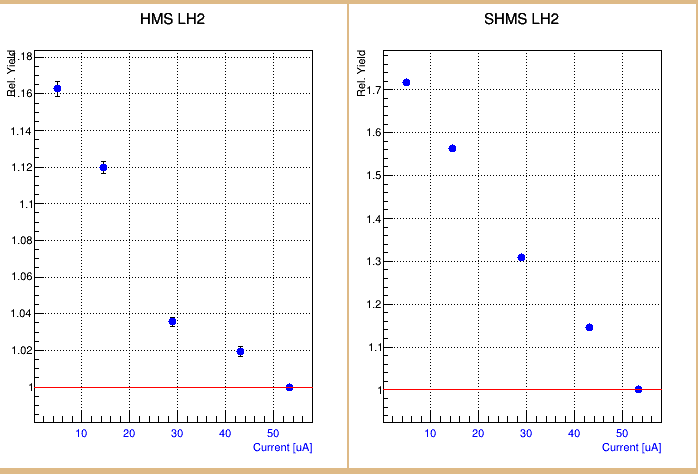 HMS LH2
Rel. Yield
1.18
1.16
1.14
1.12
1.1
1.08
1.06
1.04
1.02
1
10 20 30 40 50
Current [uA]
SHMS LH2
Rel. Yield
1.7
1.6
1.5
1.4
1.3
1.2
1.1
1
10 20 30 40 50
Current [uA]